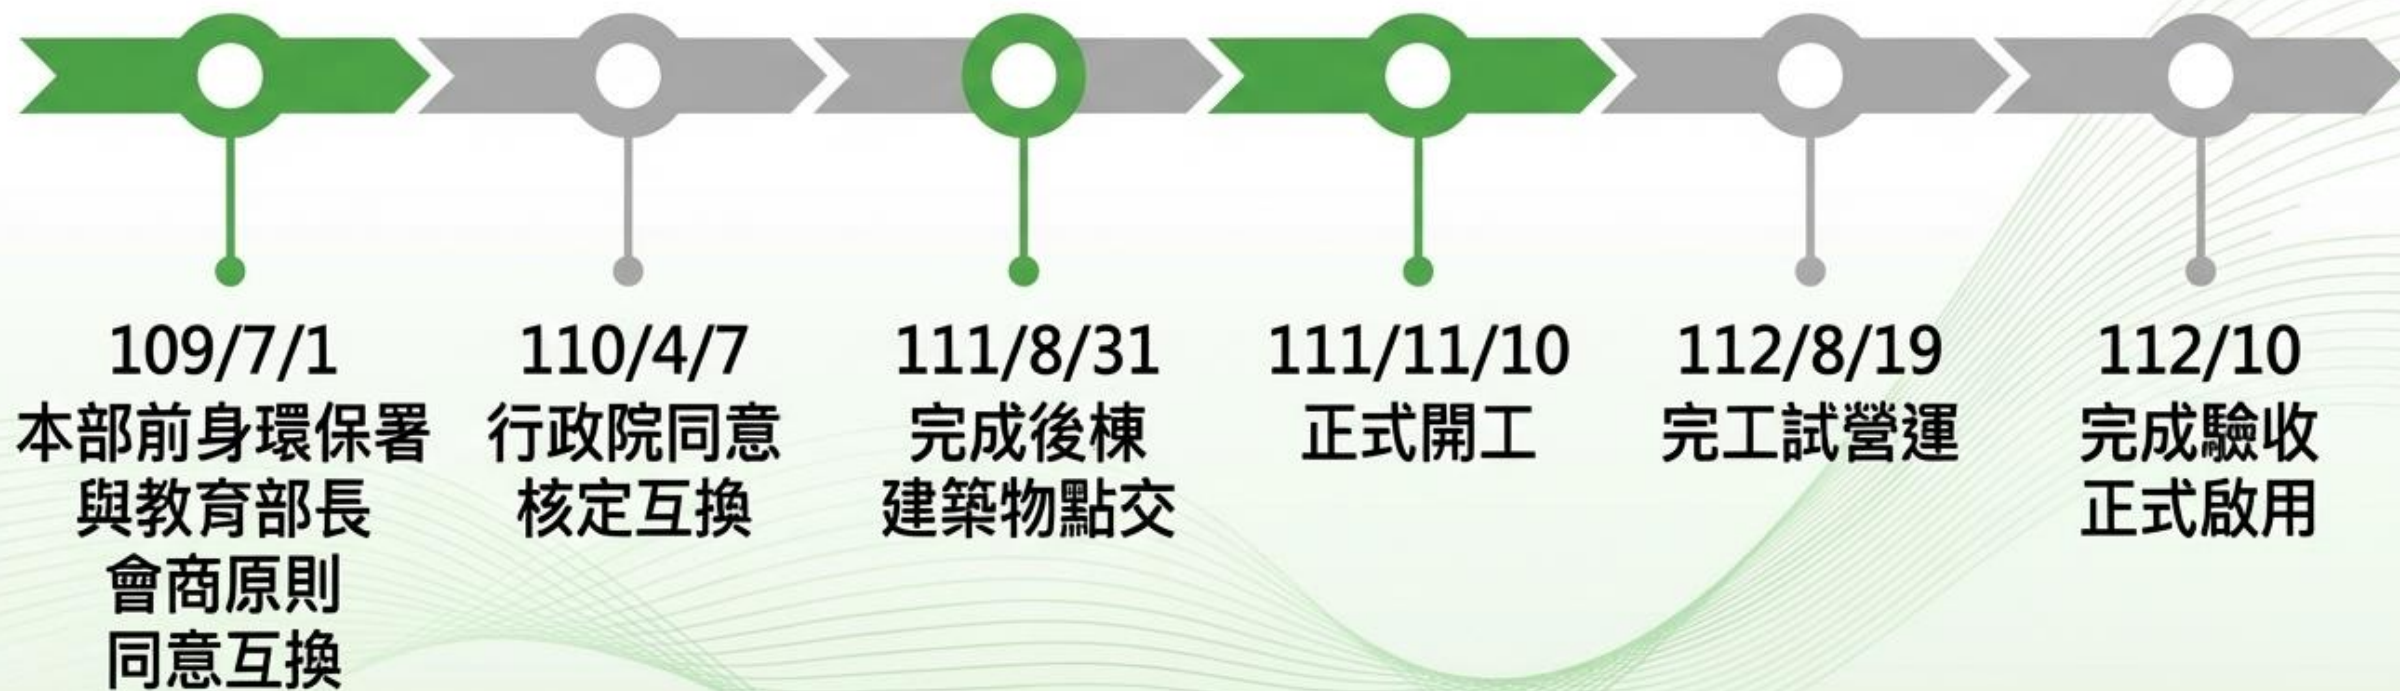 109/7/1
本部前身環保署
與教育部長
會商原則
同意互換
110/4/7
行政院同意
核定互換
111/8/31
完成後棟
建築物點交
111/11/10
正式開工
112/8/19
完工試營運
112/10
完成驗收
正式啟用